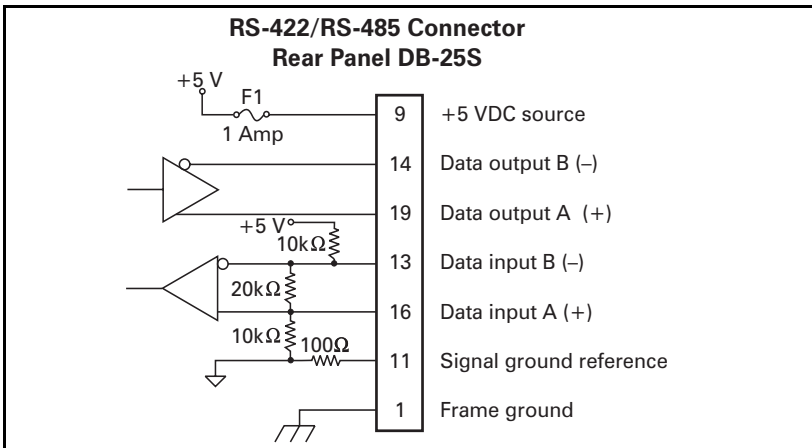 RS-422/RS-485 Connector
Rear Panel DB-25S
+5 V
F1
1 Amp
9 +5 VDC source
14 Data output B (–)
19 Data output A (+)
+5 V
10kΩ
13 Data input B (–)
20kΩ
16 Data input A (+)
10kΩ
100Ω
11 Signal ground reference
1 Frame ground